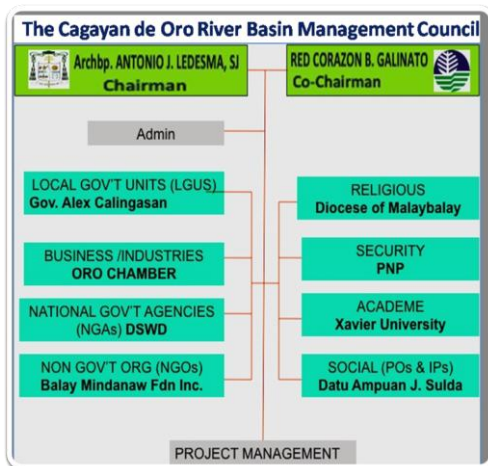 The Cagayan de Oro River Basin Management Council
Archbp. ANTONIO J. LEDESMA, SJ
Chairman
RED CORAZON B. GALINATO
Co-Chairman
Admin
LOCAL GOV'T UNITS (LGUS)
Gov. Alex Calingasan
BUSINESS /INDUSTRIES
ORO CHAMBER
NATIONAL GOV'T AGENCIES
(NGAs) DSWD
NON GOV'T ORG (NGOs)
Balay Mindanaw Fdn Inc.
RELIGIOUS
Diocese of Malaybalay
SECURITY
PNP
ACADEME
Xavier University
SOCIAL (POs & IPs)
Datu Ampuan J. Sulda
PROJECT MANAGEMENT